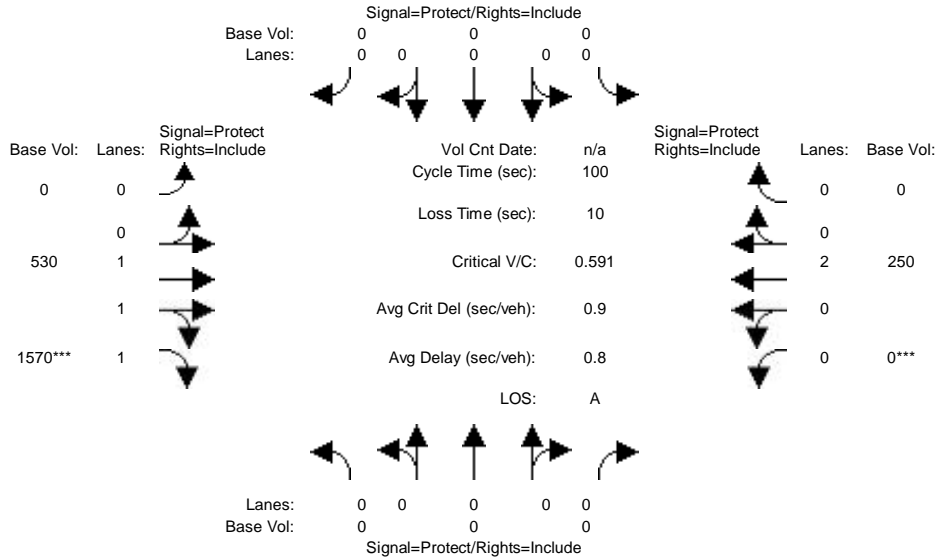 Signal=Protect/Rights=Include
Base Vol: 0 0 0
Lanes: 0 0 0 0 0
Signal=Protect
Base Vol: Lanes: Rights=Include
Vol Cnt Date: n/a
Signal=Protect
Rights=Include Lanes: Base Vol:
Cycle Time (sec): 100
0 0
0 0
Loss Time (sec): 10
0
0
530 1
Critical V/C: 0.591
2 250
1
Avg Crit Del (sec/veh): 0.9
0
1570*** 1
Avg Delay (sec/veh): 0.8
0 0***
LOS: A
Lanes: 0 0 0 0 0
Base Vol: 0 0 0
Signal=Protect/Rights=Include